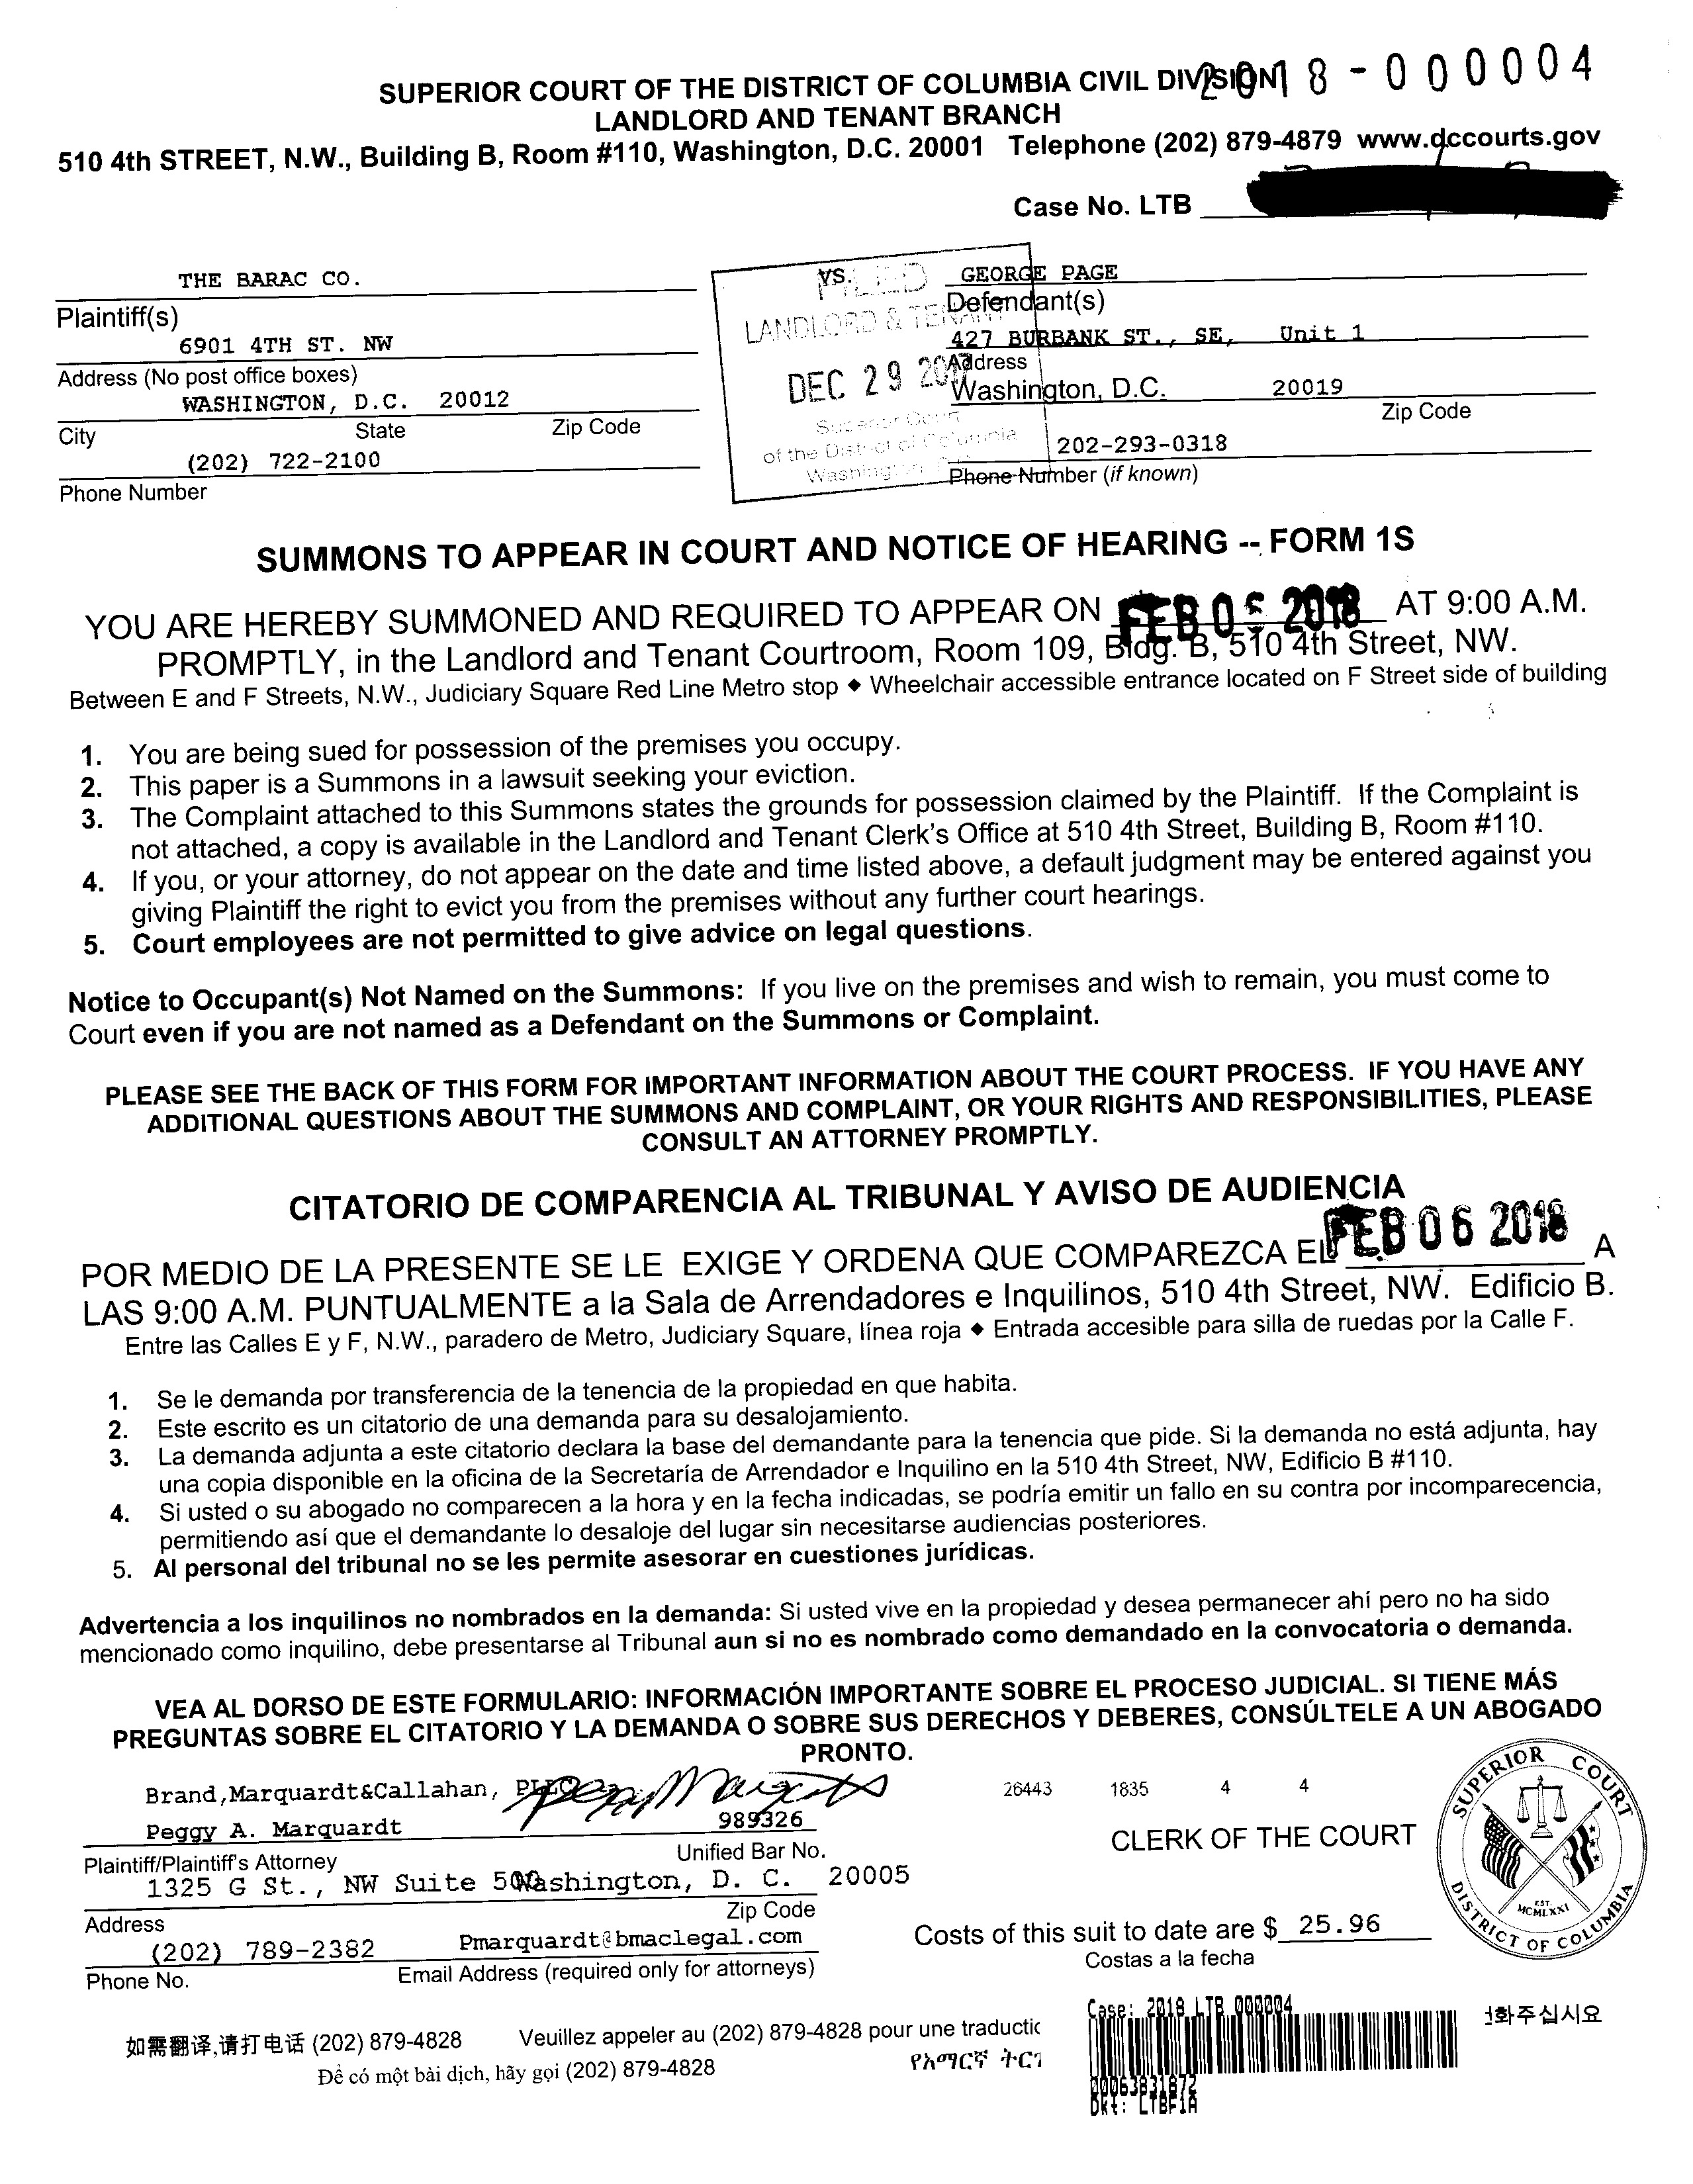 2018-000004
SUPERIOR COURT OF THE DISTRICT OF COLUMBIA CIVIL DIVISION
LANDLORD AND TENANT BRANCH
510 4th STREET, N.W., Building B, Room #110, Washington, D.C. 20001 Telephone (202) 879-4879 www.dccourts.gov
Case No. LTB
THE BARAC CO. VS. GEORGE PAGE
Plaintiff(s) Defendant(s)
FILED
LANDLORD & TENANT
DEC 29 2017
Superior Court
of the District of Columbia
Washington, D.C.
6901 4TH ST. NW 427 BURBANK ST., SE, Unit 1
Address (No post office boxes) Address
WASHINGTON, D.C. 20012 Washington, D.C. 20019
City State Zip Code Zip Code
(202) 722-2100 202-293-0318
Phone Number Phone Number (if known)
SUMMONS TO APPEAR IN COURT AND NOTICE OF HEARING -- FORM 1S
YOU ARE HEREBY SUMMONED AND REQUIRED TO APPEAR ON FEB 06 2018 AT 9:00 A.M.
PROMPTLY, in the Landlord and Tenant Courtroom, Room 109, Bldg. B, 510 4th Street, NW.
Between E and F Streets, N.W., Judiciary Square Red Line Metro stop ♦ Wheelchair accessible entrance located on F Street side of building
1. You are being sued for possession of the premises you occupy.
2. This paper is a Summons in a lawsuit seeking your eviction.
3. The Complaint attached to this Summons states the grounds for possession claimed by the Plaintiff. If the Complaint is
not attached, a copy is available in the Landlord and Tenant Clerk's Office at 510 4th Street, Building B, Room #110.
4. If you, or your attorney, do not appear on the date and time listed above, a default judgment may be entered against you
giving Plaintiff the right to evict you from the premises without any further court hearings.
5. Court employees are not permitted to give advice on legal questions.
Notice to Occupant(s) Not Named on the Summons: If you live on the premises and wish to remain, you must come to
Court even if you are not named as a Defendant on the Summons or Complaint.
PLEASE SEE THE BACK OF THIS FORM FOR IMPORTANT INFORMATION ABOUT THE COURT PROCESS. IF YOU HAVE ANY
ADDITIONAL QUESTIONS ABOUT THE SUMMONS AND COMPLAINT, OR YOUR RIGHTS AND RESPONSIBILITIES, PLEASE
CONSULT AN ATTORNEY PROMPTLY.
CITATORIO DE COMPARENCIA AL TRIBUNAL Y AVISO DE AUDIENCIA
POR MEDIO DE LA PRESENTE SE LE EXIGE Y ORDENA QUE COMPAREZCA EL FEB 06 2018 A
LAS 9:00 A.M. PUNTUALMENTE a la Sala de Arrendadores e Inquilinos, 510 4th Street, NW. Edificio B.
Entre las Calles E y F, N.W., paradero de Metro, Judiciary Square, línea roja ♦ Entrada accesible para silla de ruedas por la Calle F.
1. Se le demanda por transferencia de la tenencia de la propiedad en que habita.
2. Este escrito es un citatorio de una demanda para su desalojamiento.
3. La demanda adjunta a este citatorio declara la base del demandante para la tenencia que pide. Si la demanda no está adjunta, hay
una copia disponible en la oficina de la Secretaría de Arrendador e Inquilino en la 510 4th Street, NW, Edificio B #110.
4. Si usted o su abogado no comparecen a la hora y en la fecha indicadas, se podría emitir un fallo en su contra por incomparecencia,
permitiendo así que el demandante lo desaloje del lugar sin necesitarse audiencias posteriores.
5. Al personal del tribunal no se les permite asesorar en cuestiones jurídicas.
Advertencia a los inquilinos no nombrados en la demanda: Si usted vive en la propiedad y desea permanecer ahí pero no ha sido
mencionado como inquilino, debe presentarse al Tribunal aun si no es nombrado como demandado en la convocatoria o demanda.
VEA AL DORSO DE ESTE FORMULARIO: INFORMACIÓN IMPORTANTE SOBRE EL PROCESO JUDICIAL. SI TIENE MÁS
PREGUNTAS SOBRE EL CITATORIO Y LA DEMANDA O SOBRE SUS DERECHOS Y DEBERES, CONSÚLTELE A UN ABOGADO
PRONTO.
Brand,Marquardt&Callahan, PLLC Peggy Marquardt 26443 1835 4 4
Peggy A. Marquardt 989326
Plaintiff/Plaintiff's Attorney Unified Bar No.
CLERK OF THE COURT
SUPERIOR COURT
EST. MCMLXXI
DISTRICT OF COLUMBIA
1325 G St., NW Suite 500 Washington, D. C. 20005
Address Zip Code
(202) 789-2382 Pmarquardt@bmaclegal.com
Phone No. Email Address (required only for attorneys)
Costs of this suit to date are $ 25.96
Costas a la fecha
Case: 2018 LTB 000004
00063831872
Dkt: LTBF1A
如需翻译,请打电话 (202) 879-4828 Veuillez appeler au (202) 879-4828 pour une traductic
화주십시요
Để có một bài dịch, hãy gọi (202) 879-4828 የአማርኛ ትርጉ